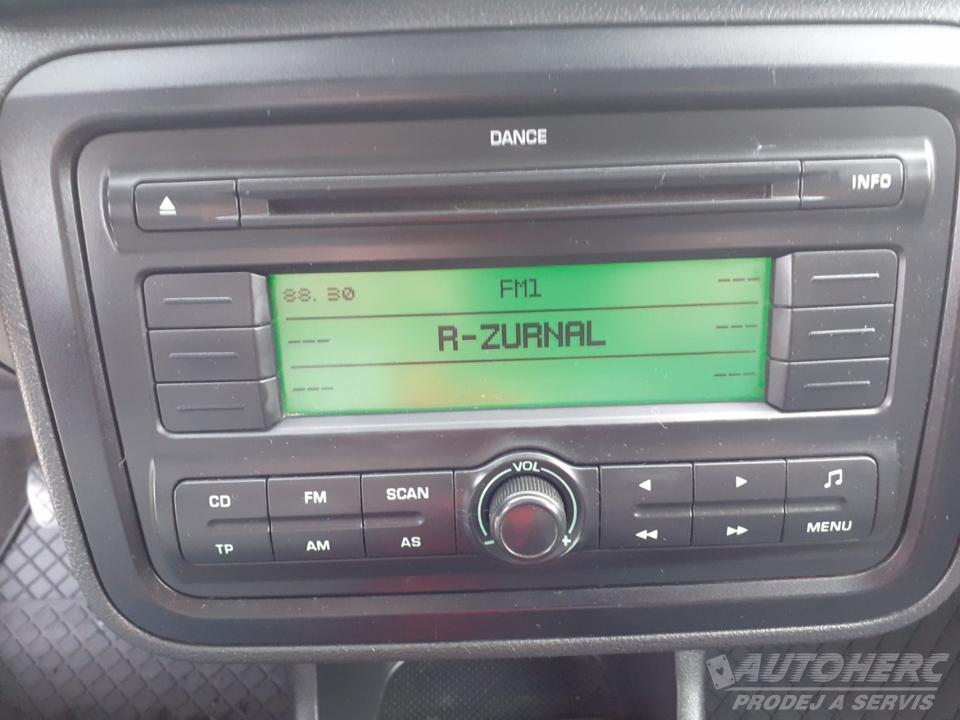 DANCE
INFO
88.30 FM1 ---
--- R-ZURNAL ---
--- ---
CD FM SCAN VOL
TP AM AS - + MENU
AUTOHERC
PRODEJ A SERVIS